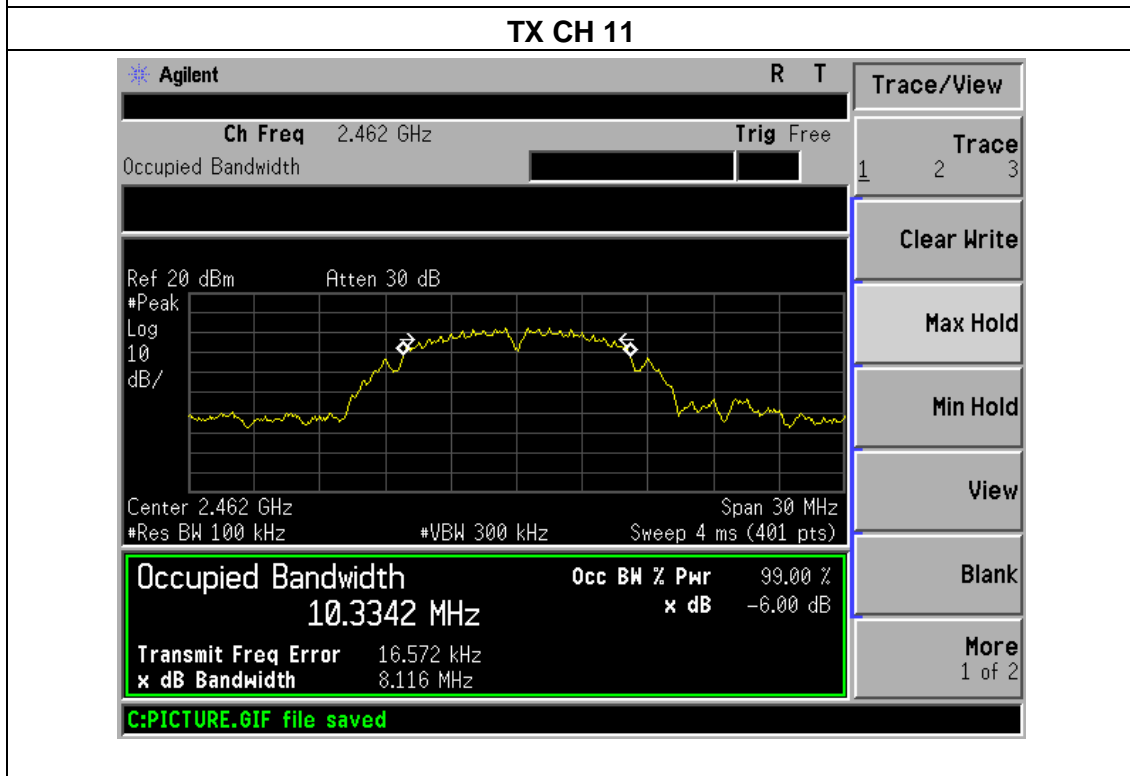 TX CH 11
Agilent R T
Trace/View
Ch Freq 2.462 GHz Trig Free
Occupied Bandwidth
Trace
1 2 3
Clear Write
Ref 20 dBm Atten 30 dB
#Peak
Log
10
dB/
Max Hold
Min Hold
View
Center 2.462 GHz Span 30 MHz
#Res BW 100 kHz #VBW 300 kHz Sweep 4 ms (401 pts)
Occupied Bandwidth Occ BW % Pwr 99.00 %
10.3342 MHz x dB -6.00 dB
Blank
Transmit Freq Error 16.572 kHz
x dB Bandwidth 8.116 MHz
More
1 of 2
C:PICTURE.GIF file saved